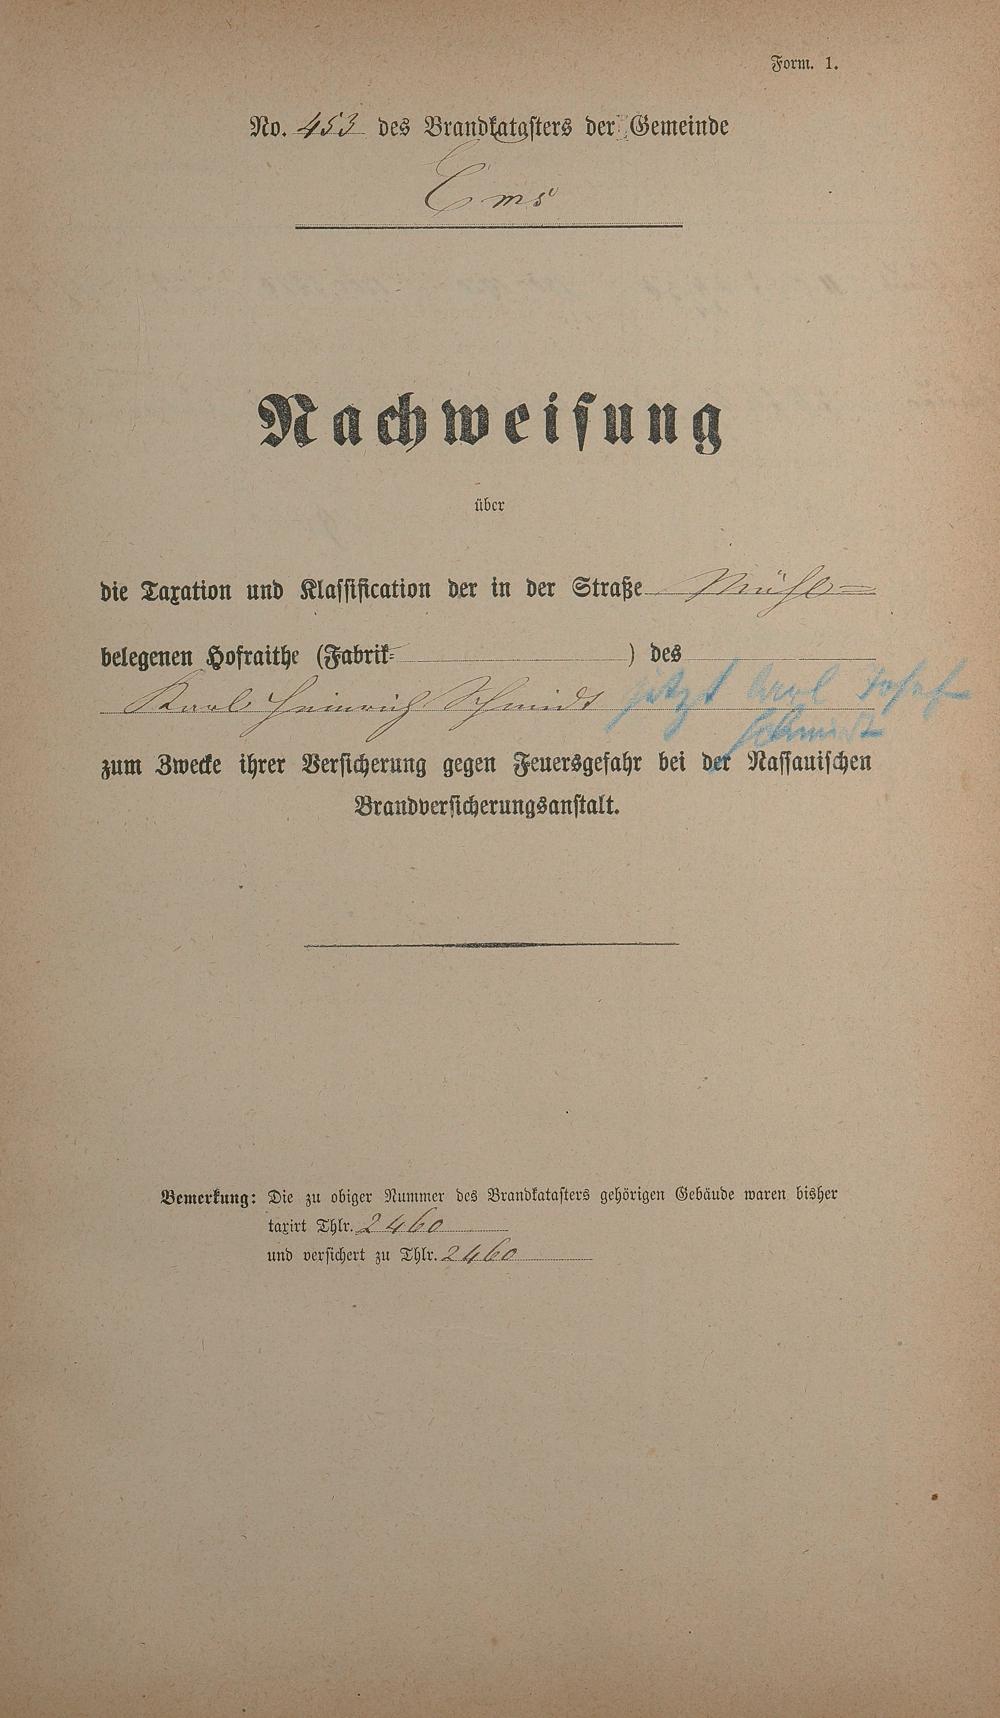 Form. 1.
No. 453 des Brandkatasters der Gemeinde
Ems
Nachweisung
über
die Taxation und Klassifikation der in der Straße Mühl=
belegenen Hofraithe (Fabrik= ) des
Karl Heinrich Schmidt jetzt Carl Josef
Schmidt
zum Zwecke ihrer Versicherung gegen Feuersgefahr bei der Nassauischen
Brandversicherungsanstalt.
Bemerkung: Die zu obiger Nummer des Brandkatasters gehörigen Gebäude waren bisher
taxirt Thlr. 2460
und versichert zu Thlr. 2460